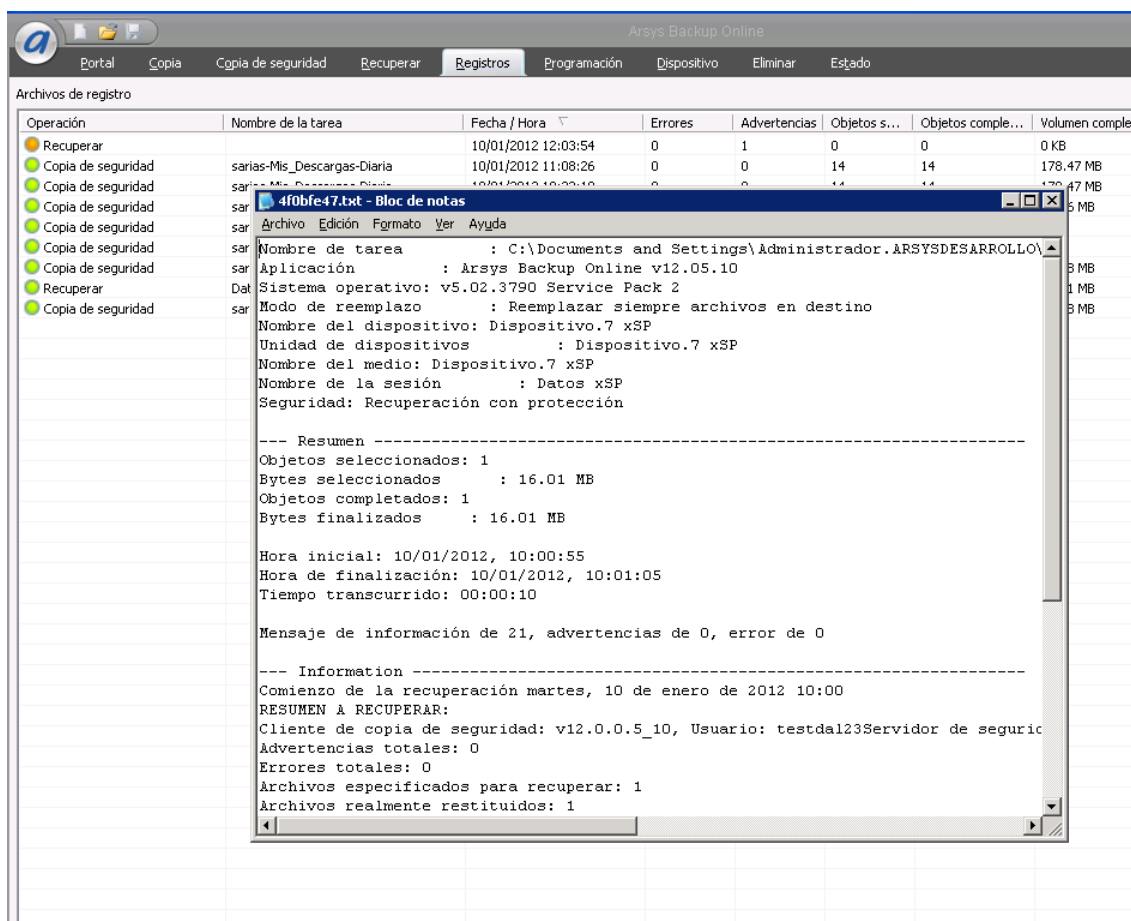 a
Arsys Backup Online
Portal Copia Copia de seguridad Recuperar Registros Programación Dispositivo Eliminar Estado
Archivos de registro
Operación Nombre de la tarea Fecha / Hora Errores Advertencias Objetos s... Objetos comple... Volumen comple
Recuperar 10/01/2012 12:03:54 0 1 0 0 0 KB
Copia de seguridad sarias-Mis_Descargas-Diaria 10/01/2012 11:08:26 0 0 14 14 178.47 MB
Copia de seguridad
Copia de seguridad sar
Copia de seguridad sar
Copia de seguridad sar
Copia de seguridad sar
Recuperar Dat
Copia de seguridad sar
4f0bfe47.txt - Bloc de notas
Archivo Edición Formato Ver Ayuda
Nombre de tarea : C:\Documents and Settings\Administrador.ARSYSDESARROLLO\
Aplicación : Arsys Backup Online v12.05.10
Sistema operativo: v5.02.3790 Service Pack 2
Modo de reemplazo : Reemplazar siempre archivos en destino
Nombre del dispositivo: Dispositivo.7 xSP
Unidad de dispositivos : Dispositivo.7 xSP
Nombre del medio: Dispositivo.7 xSP
Nombre de la sesión : Datos xSP
Seguridad: Recuperación con protección
--- Resumen ---------------------------------------------------------------
Objetos seleccionados: 1
Bytes seleccionados : 16.01 MB
Objetos completados: 1
Bytes finalizados : 16.01 MB
Hora inicial: 10/01/2012, 10:00:55
Hora de finalización: 10/01/2012, 10:01:05
Tiempo transcurrido: 00:00:10
Mensaje de información de 21, advertencias de 0, error de 0
--- Information -----------------------------------------------------------
Comienzo de la recuperación martes, 10 de enero de 2012 10:00
RESUMEN A RECUPERAR:
Cliente de copia de seguridad: v12.0.0.5_10, Usuario: testdal23Servidor de seguric
Advertencias totales: 0
Errores totales: 0
Archivos especificados para recuperar: 1
Archivos realmente restituidos: 1